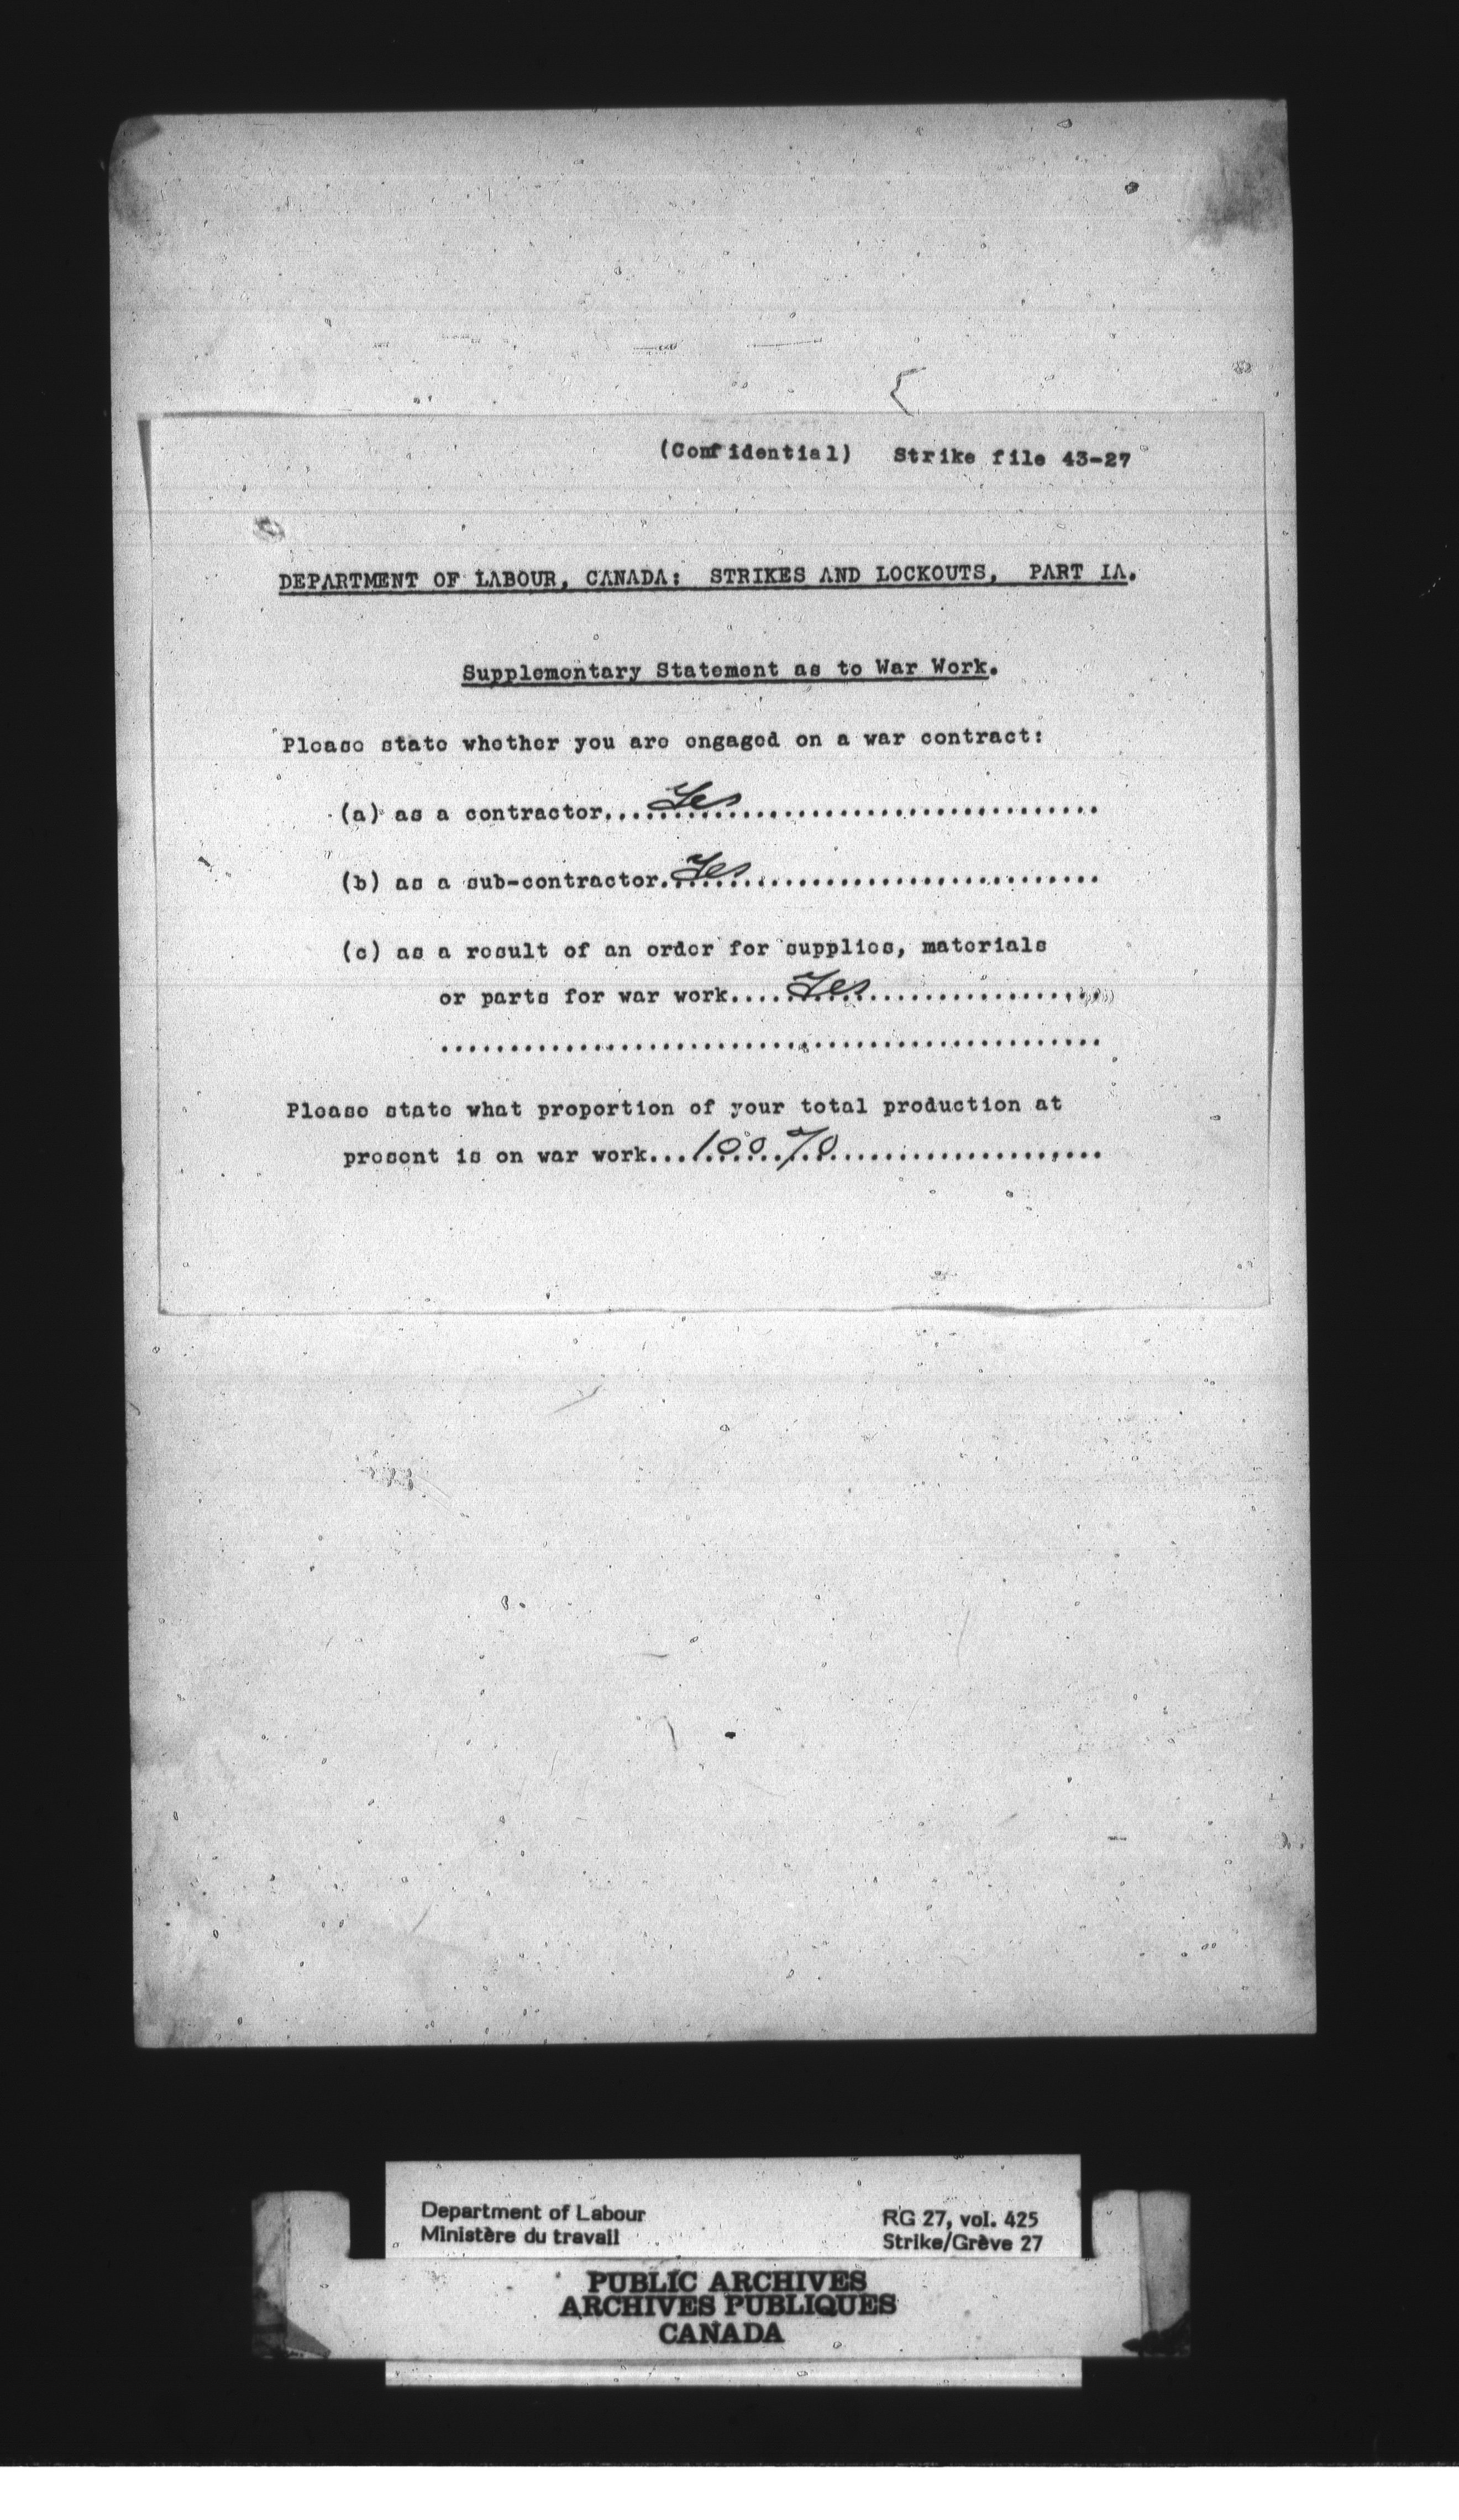 (Confidential) Strike file 43-27
DEPARTMENT OF LABOUR, CANADA: STRIKES AND LOCKOUTS, PART IA.
Supplementary Statement as to War Work.
Please state whether you are engaged on a war contract:
(a) as a contractor....Yes....................................
(b) as a sub-contractor.Yes....................................
(c) as a result of an order for supplies, materials
or parts for war work....Yes....................
................................................
Please state what proportion of your total production at
present is on war work...100%....................
Department of Labour
Ministère du travail
RG 27, vol. 425
Strike/Grève 27
PUBLIC ARCHIVES
ARCHIVES PUBLIQUES
CANADA